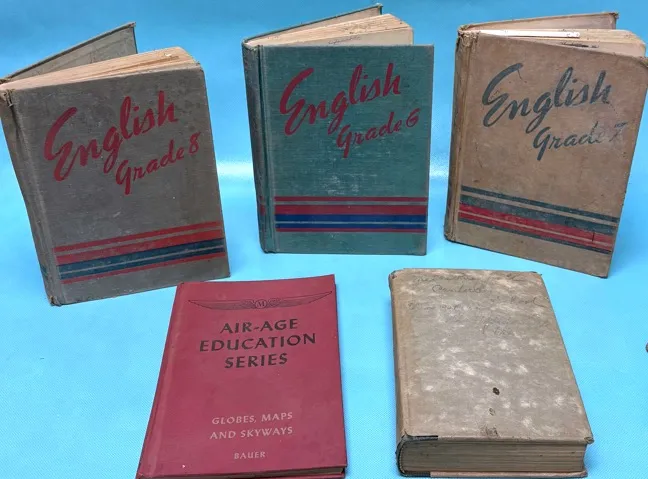 English
Grade 8
English
Grade 6
English
Grade 7
AIR-AGE
EDUCATION
SERIES
GLOBES, MAPS
AND SKYWAYS
BAUER